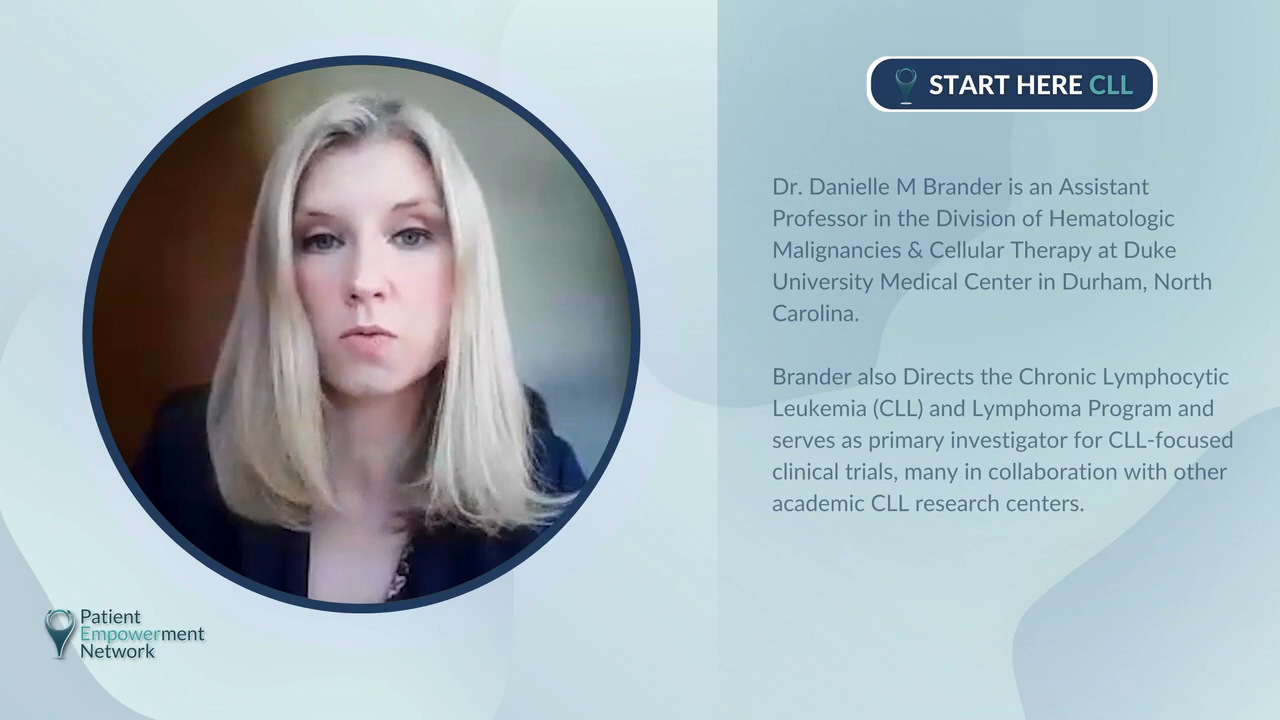 START HERE CLL
Dr. Danielle M Brander is an Assistant
Professor in the Division of Hematologic
Malignancies & Cellular Therapy at Duke
University Medical Center in Durham, North
Carolina.
Brander also Directs the Chronic Lymphocytic
Leukemia (CLL) and Lymphoma Program and
serves as primary investigator for CLL-focused
clinical trials, many in collaboration with other
academic CLL research centers.
Patient
Empowerment
Network